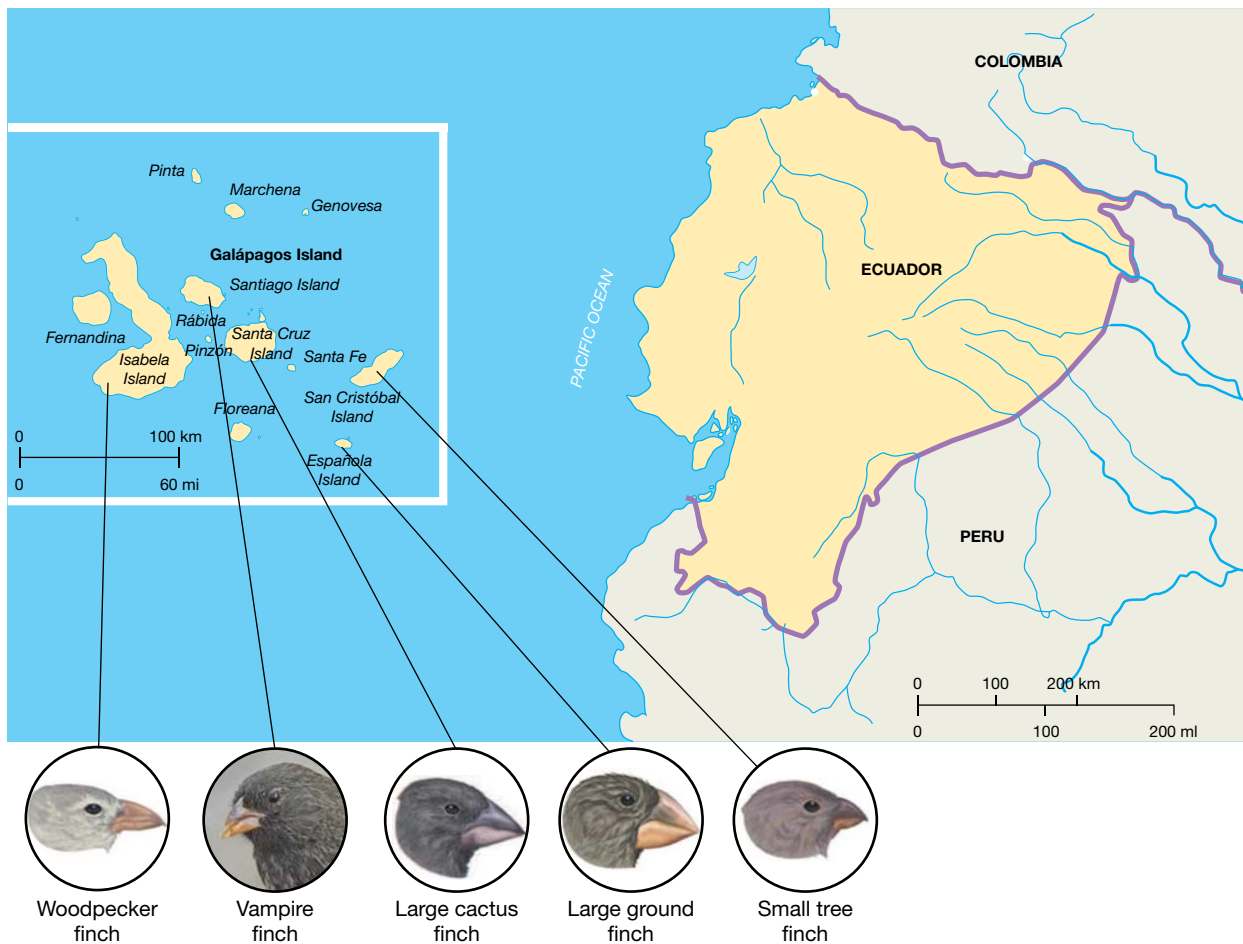 COLOMBIA
Pinta
Marchena
Genovesa
Galápagos Island
Santiago Island
ECUADOR
PACIFIC OCEAN
Rábida
Fernandina
Santa Cruz
Island
Pinzón
Santa Fe
Isabela
Island
San Cristóbal
Island
Floreana
0 100 km
Española
Island
0 60 mi
PERU
0 100 200 km
0 100 200 ml
Woodpecker
finch
Vampire
finch
Large cactus
finch
Large ground
finch
Small tree
finch